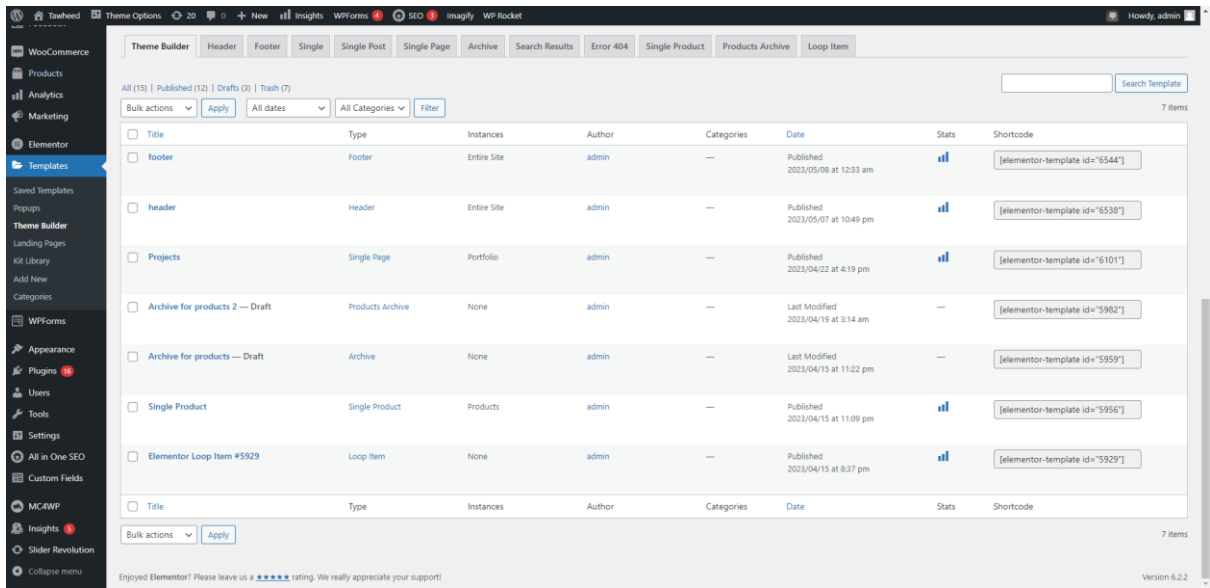 Tawheed Theme Options 20 0 New Insights WPForms 4 SEO 3 Imagify WP Rocket Howdy, admin
WooCommerce
Products
Analytics
Marketing
Elementor
Templates
Saved Templates
Popups
Theme Builder
Landing Pages
Kit Library
Add New
Categories
WPForms
Appearance
Plugins 16
Users
Tools
Settings
All in One SEO
Custom Fields
MC4WP
Insights 5
Slider Revolution
Collapse menu
Theme Builder Header Footer Single Single Post Single Page Archive Search Results Error 404 Single Product Products Archive Loop Item
All (15) | Published (12) | Drafts (3) | Trash (7) Search Template
Bulk actions Apply All dates All Categories Filter 7 items
Title Type Instances Author Categories Date Stats Shortcode
footer Footer Entire Site admin — Published [elementor-template id="6544"]
2023/05/08 at 12:33 am
header Header Entire Site admin — Published [elementor-template id="6538"]
2023/05/07 at 10:49 pm
Projects Single Page Portfolio admin — Published [elementor-template id="6101"]
2023/04/22 at 4:19 pm
Archive for products 2 — Draft Products Archive None admin — Last Modified — [elementor-template id="5982"]
2023/04/19 at 3:14 am
Archive for products — Draft Archive None admin — Last Modified — [elementor-template id="5959"]
2023/04/15 at 11:22 pm
Single Product Single Product Products admin — Published [elementor-template id="5956"]
2023/04/15 at 11:09 pm
Elementor Loop Item #5929 Loop Item None admin — Published [elementor-template id="5929"]
2023/04/15 at 8:37 pm
Title Type Instances Author Categories Date Stats Shortcode
Bulk actions Apply 7 items
Enjoyed Elementor? Please leave us a ★★★★★ rating. We really appreciate your support! Version 6.2.2